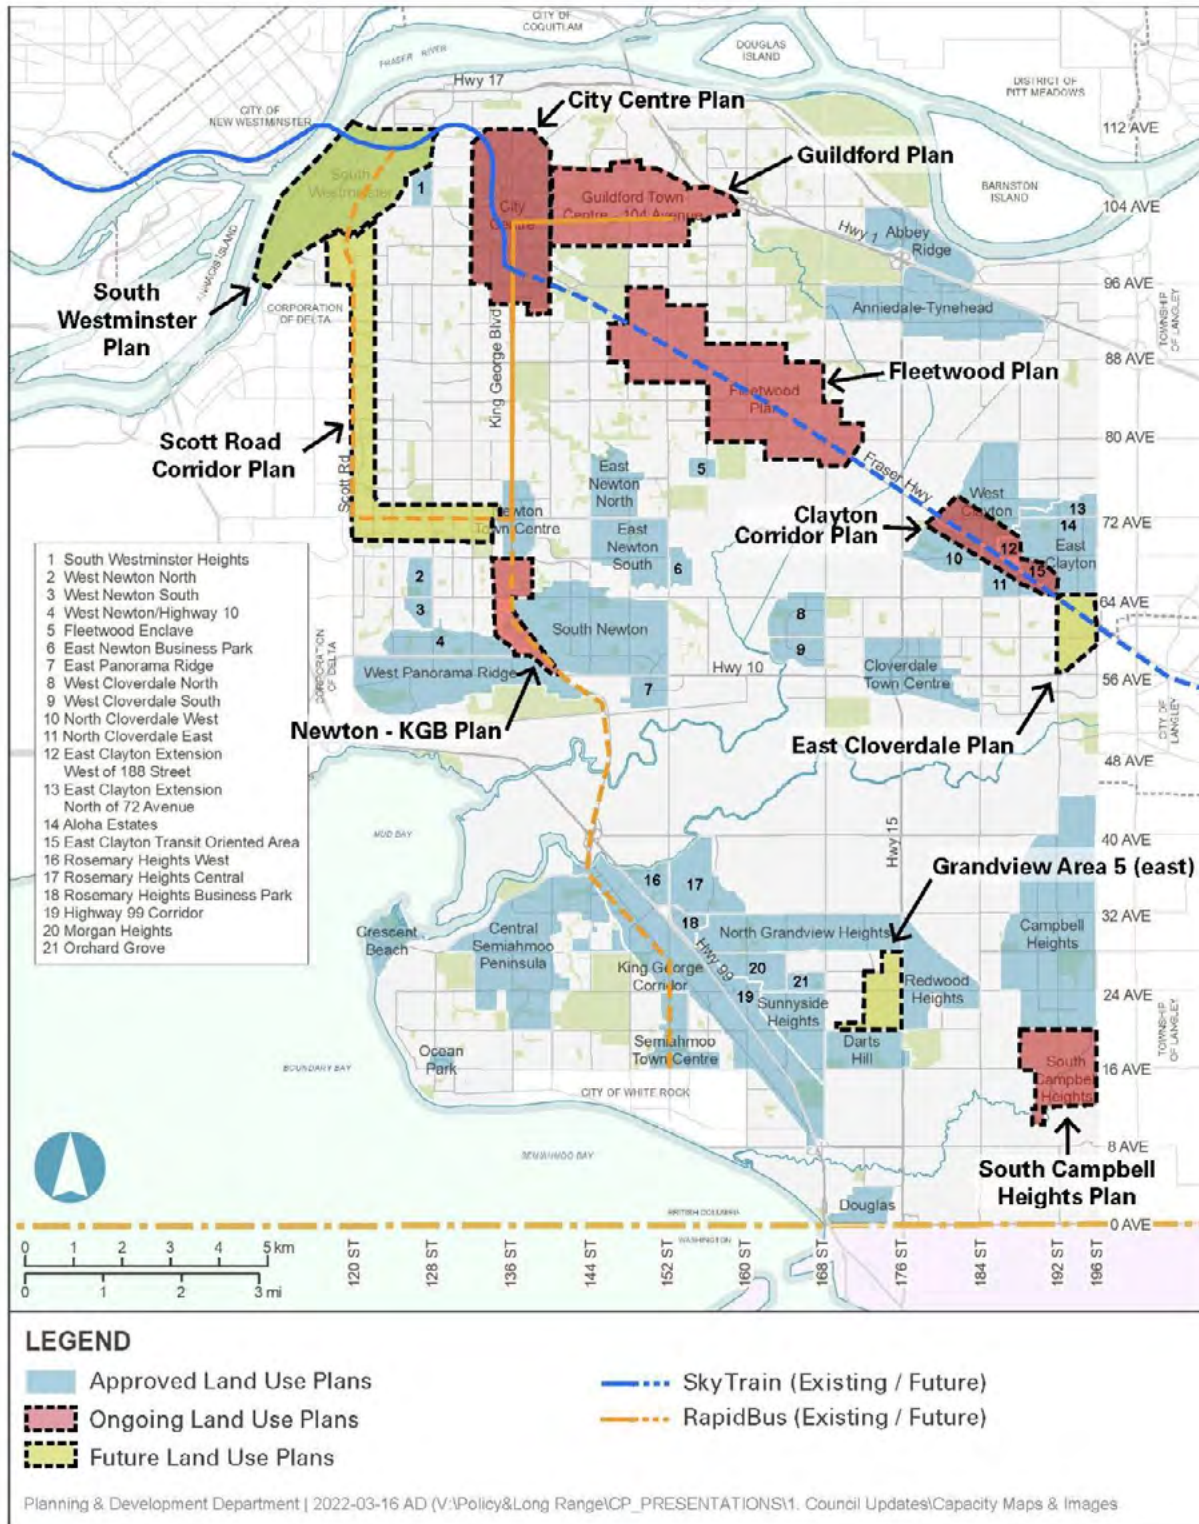 CITY OF
COQUITLAM
DOUGLAS
ISLAND
FRASER RIVER
Hwy 17
DISTRICT OF
PITT MEADOWS
City Centre Plan
CITY OF
NEW WESTMINSTER
112 AVE
Guildford Plan
South
Westminster
1
City
Centre
Guildford Town
Centre - 104 Avenue
BARNSTON
ISLAND
104 AVE
Hwy 1
Abbey
Ridge
ANNACIS ISLAND
South
Westminster
Plan
CORPORATION
OF DELTA
96 AVE
Anniedale-Tynehead
TOWNSHIP
OF LANGLEY
King George Blvd
88 AVE
Fleetwood Plan
Fleetwood
Plan
Scott Road
Corridor Plan
Scott Rd
80 AVE
East
Newton
North
5
Fraser Hwy
West
Clayton
13
14
72 AVE
Newton
Town Centre
Clayton
Corridor Plan
East
Newton
South
6
10
12
15
11
East
Clayton
2
3
4
64 AVE
South Newton
8
9
CORPORATION
OF DELTA
West Panorama Ridge
7
Hwy 10
Cloverdale
Town Centre
56 AVE
Newton - KGB Plan
East Cloverdale Plan
CITY OF
LANGLEY
48 AVE
1 South Westminster Heights
2 West Newton North
3 West Newton South
4 West Newton/Highway 10
5 Fleetwood Enclave
6 East Newton Business Park
7 East Panorama Ridge
8 West Cloverdale North
9 West Cloverdale South
10 North Cloverdale West
11 North Cloverdale East
12 East Clayton Extension
West of 188 Street
13 East Clayton Extension
North of 72 Avenue
14 Aloha Estates
15 East Clayton Transit Oriented Area
16 Rosemary Heights West
17 Rosemary Heights Central
18 Rosemary Heights Business Park
19 Highway 99 Corridor
20 Morgan Heights
21 Orchard Grove
MUD BAY
Hwy 15
40 AVE
Grandview Area 5 (east)
16
17
18
32 AVE
Crescent
Beach
Central
Semiahmoo
Peninsula
North Grandview Heights
Campbell
Heights
King George
Corridor
Hwy 99
20
21
19
Sunnyside
Heights
Redwood
Heights
24 AVE
TOWNSHIP
OF LANGLEY
Ocean
Park
Semiahmoo
Town Centre
Darts
Hill
South
Campbell
Heights
16 AVE
BOUNDARY BAY
CITY OF WHITE ROCK
8 AVE
SEMIAHMOO BAY
South Campbell
Heights Plan
Douglas
BRITISH COLUMBIA
WASHINGTON
0 AVE
0 1 2 3 4 5 km
0 1 2 3 mi
120 ST
128 ST
136 ST
144 ST
152 ST
160 ST
168 ST
176 ST
184 ST
192 ST
196 ST
LEGEND
Approved Land Use Plans
Ongoing Land Use Plans
Future Land Use Plans
SkyTrain (Existing / Future)
RapidBus (Existing / Future)
Planning & Development Department | 2022-03-16 AD (V:\Policy&Long Range\CP_PRESENTATIONS\1. Council Updates\Capacity Maps & Images